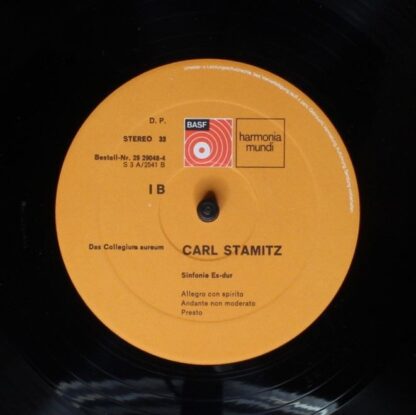 D. P.
STEREO 33
Bestell-Nr. 29 29048-4
S 3 A/2541 B
I B
BASF
harmonia
mundi
Das Collegium aureum
CARL STAMITZ
Sinfonie Es-dur
Allegro con spirito
Andante non moderato
Presto